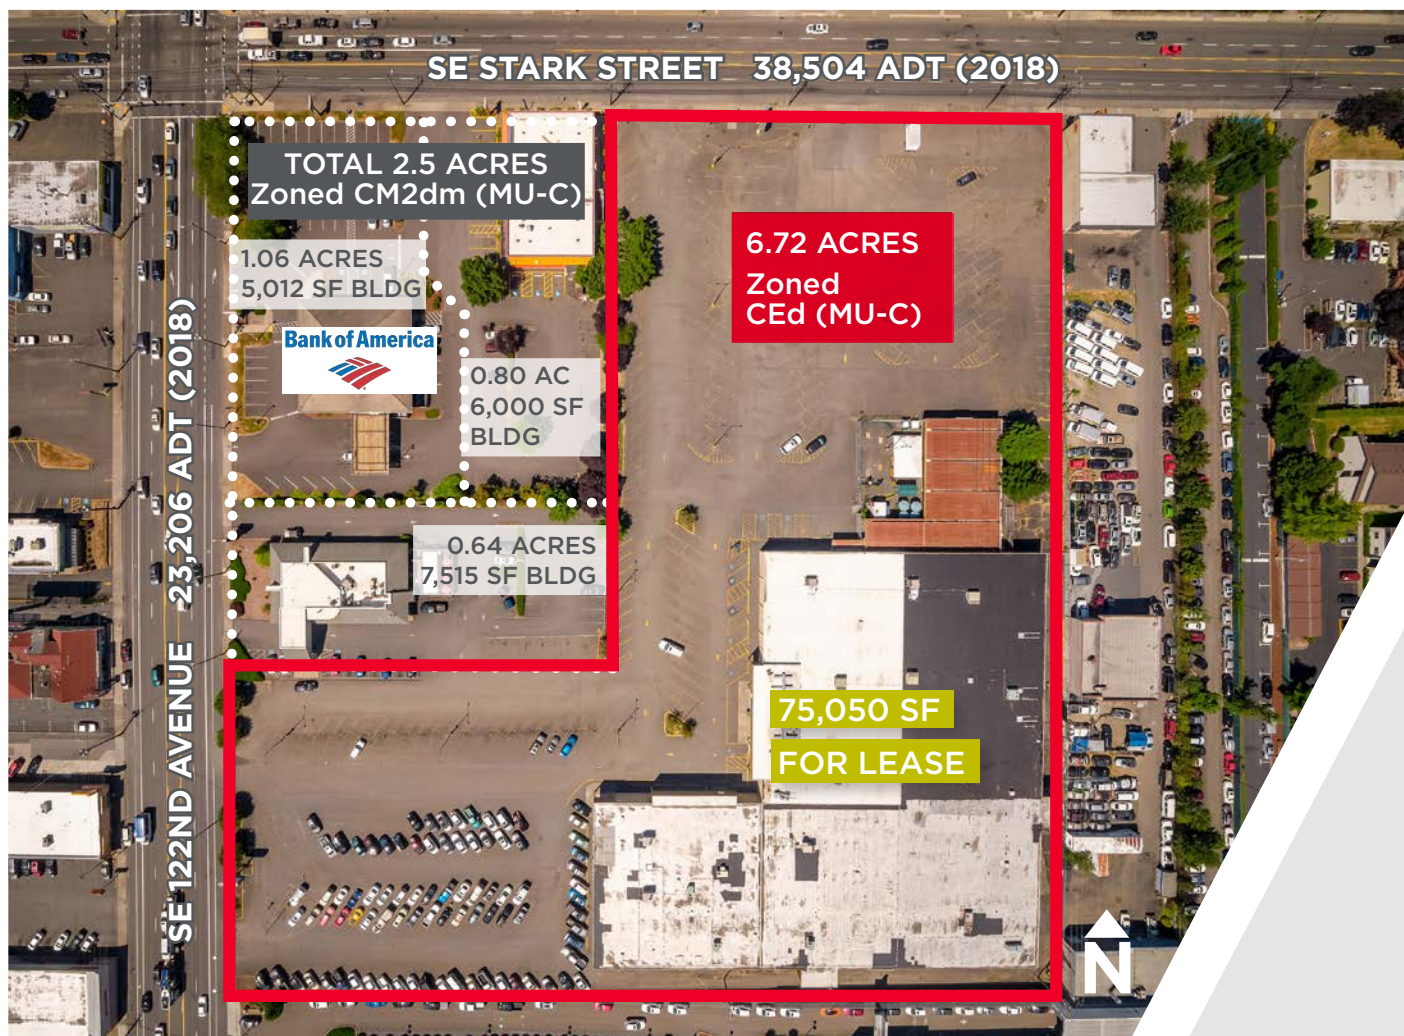 SE STARK STREET 38,504 ADT (2018)
TOTAL 2.5 ACRES
Zoned CM2dm (MU-C)
1.06 ACRES
5,012 SF BLDG
Bank of America
0.80 AC
6,000 SF
BLDG
0.64 ACRES
7,515 SF BLDG
6.72 ACRES
Zoned
CEd (MU-C)
75,050 SF
FOR LEASE
SE 122ND AVENUE 23,206 ADT (2018)
N